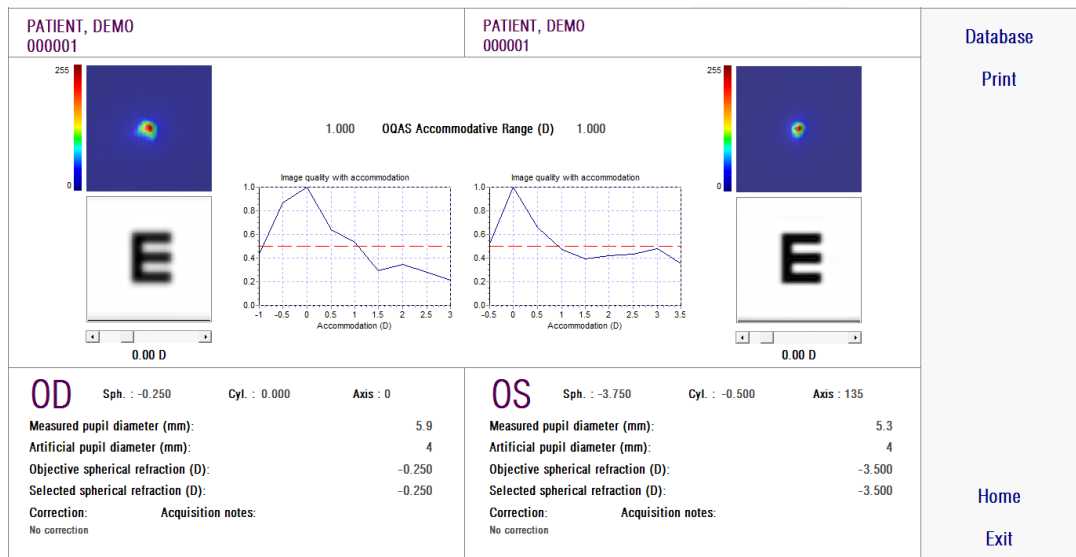 PATIENT, DEMO
000001
PATIENT, DEMO
000001
Database
Print
255
0
E
0.00 D
1.000 OQAS Accommodative Range (D) 1.000
Image quality with accommodation
1.0
0.8
0.6
0.4
0.2
0.0
-1 -0.5 0 0.5 1 1.5 2 2.5 3
Accommodation (D)
Image quality with accommodation
1.0
0.8
0.6
0.4
0.2
0.0
-0.5 0 0.5 1 1.5 2 2.5 3 3.5
Accommodation (D)
255
0
E
0.00 D
OD Sph. : -0.250 Cyl. : 0.000 Axis : 0
Measured pupil diameter (mm): 5.9
Artificial pupil diameter (mm): 4
Objective spherical refraction (D): -0.250
Selected spherical refraction (D): -0.250
Correction: Acquisition notes:
No correction
OS Sph. : -3.750 Cyl. : -0.500 Axis : 135
Measured pupil diameter (mm): 5.3
Artificial pupil diameter (mm): 4
Objective spherical refraction (D): -3.500
Selected spherical refraction (D): -3.500
Correction: Acquisition notes:
No correction
Home
Exit